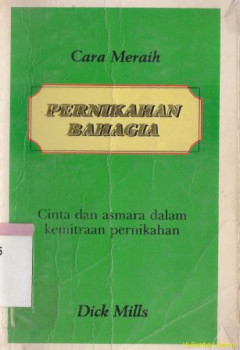 Cara Meraih
PERNIKAHAN
BAHAGIA
Cinta dan asmara dalam
kemitraan pernikahan
Dick Mills